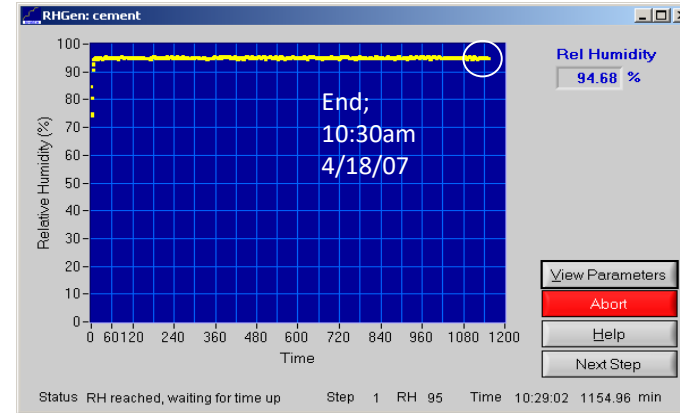 RHGen: cement
Rel Humidity
94.68 %
End;
10:30am
4/18/07
Relative Humidity (%)
100
90
80
70
60
50
40
30
20
10
0
0 60 120 240 360 480 600 720 840 960 1080 1200
Time
View Parameters
Abort
Help
Next Step
Status RH reached, waiting for time up Step 1 RH 95 Time 10:29:02 1154.96 min